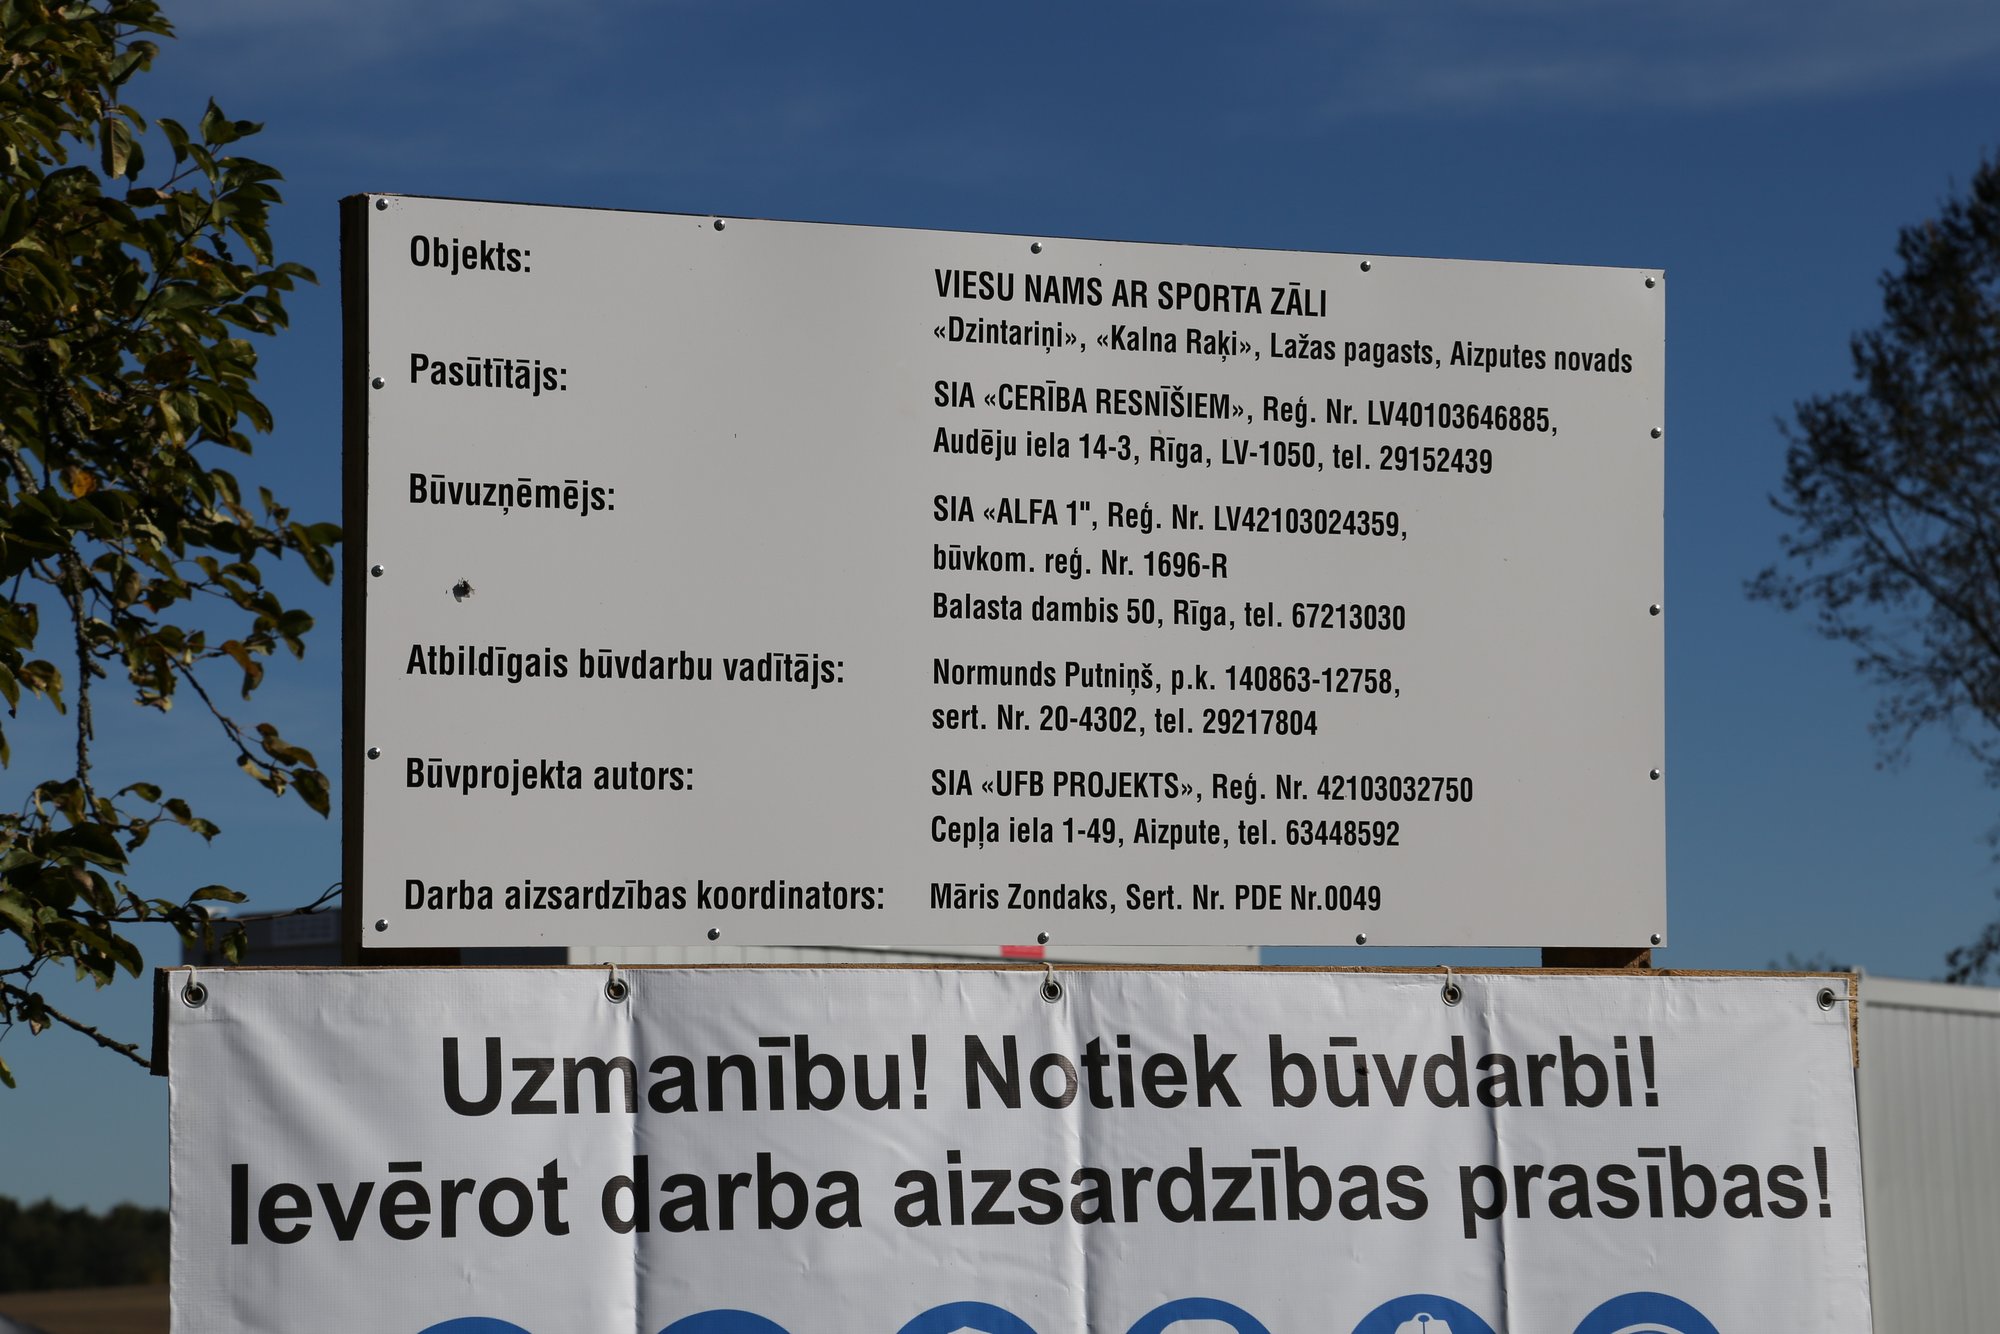 Objekts:
VIESU NAMS AR SPORTA ZĀLI
«Dzintariņi», «Kalna Raķi», Lažas pagasts, Aizputes novads
Pasūtītājs:
SIA «CERĪBA RESNĪŠIEM», Reģ. Nr. LV40103646885,
Audēju iela 14-3, Rīga, LV-1050, tel. 29152439
Būvuzņēmējs:
SIA «ALFA 1", Reģ. Nr. LV42103024359,
būvkom. reģ. Nr. 1696-R
Balasta dambis 50, Rīga, tel. 67213030
Atbildīgais būvdarbu vadītājs:
Normunds Putniņš, p.k. 140863-12758,
sert. Nr. 20-4302, tel. 29217804
Būvprojekta autors:
SIA «UFB PROJEKTS», Reģ. Nr. 42103032750
Cepļa iela 1-49, Aizpute, tel. 63448592
Darba aizsardzības koordinators:
Māris Zondaks, Sert. Nr. PDE Nr.0049
Uzmanību! Notiek būvdarbi!
Ievērot darba aizsardzības prasības!